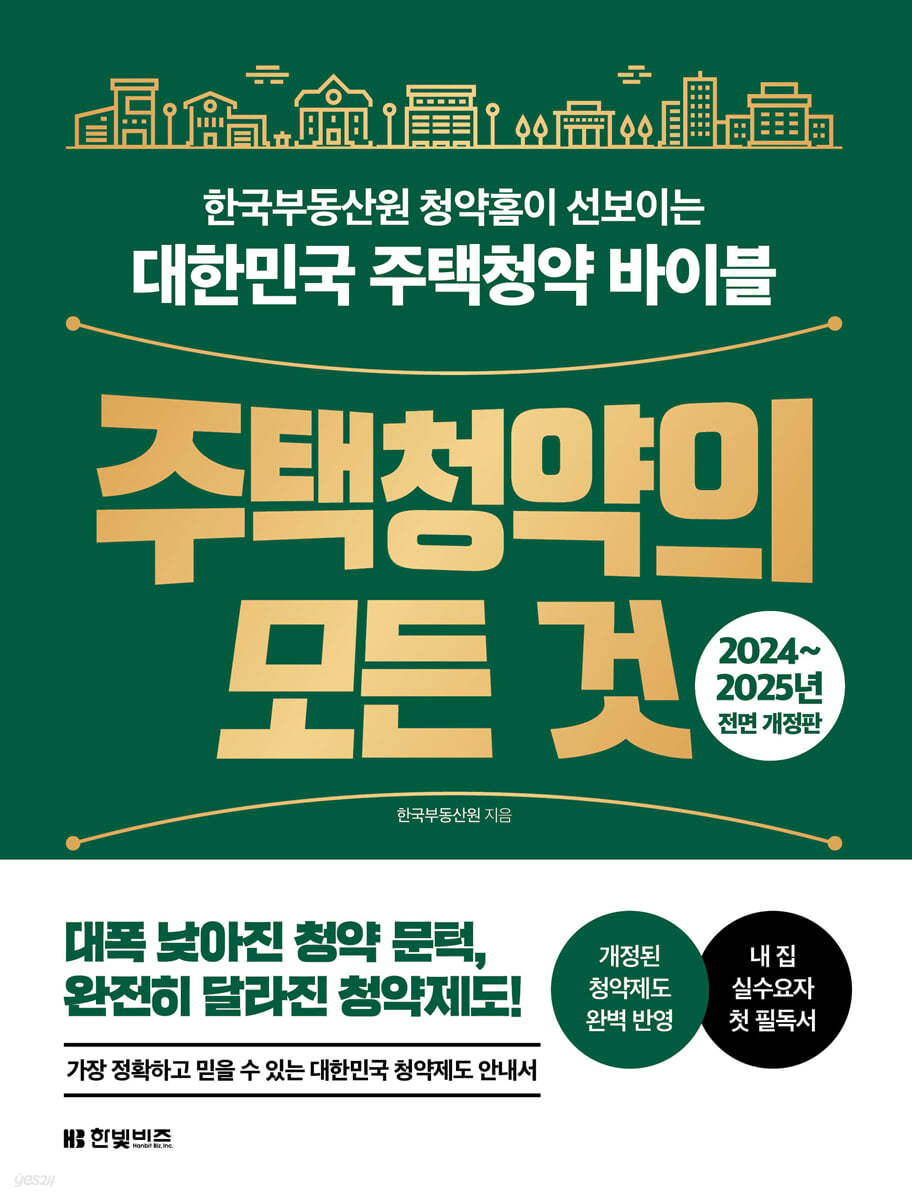 한국부동산원 청약홈이 선보이는
대한민국 주택청약 바이블
주택청약의
모든 것
2024~
2025년
전면 개정판
한국부동산원 지음
대폭 낮아진 청약 문턱,
완전히 달라진 청약제도!
가장 정확하고 믿을 수 있는 대한민국 청약제도 안내서
개정된
청약제도
완벽 반영
내 집
실수요자
첫 필독서
HB 한빛비즈
Hanbit Biz, Inc.
yes24